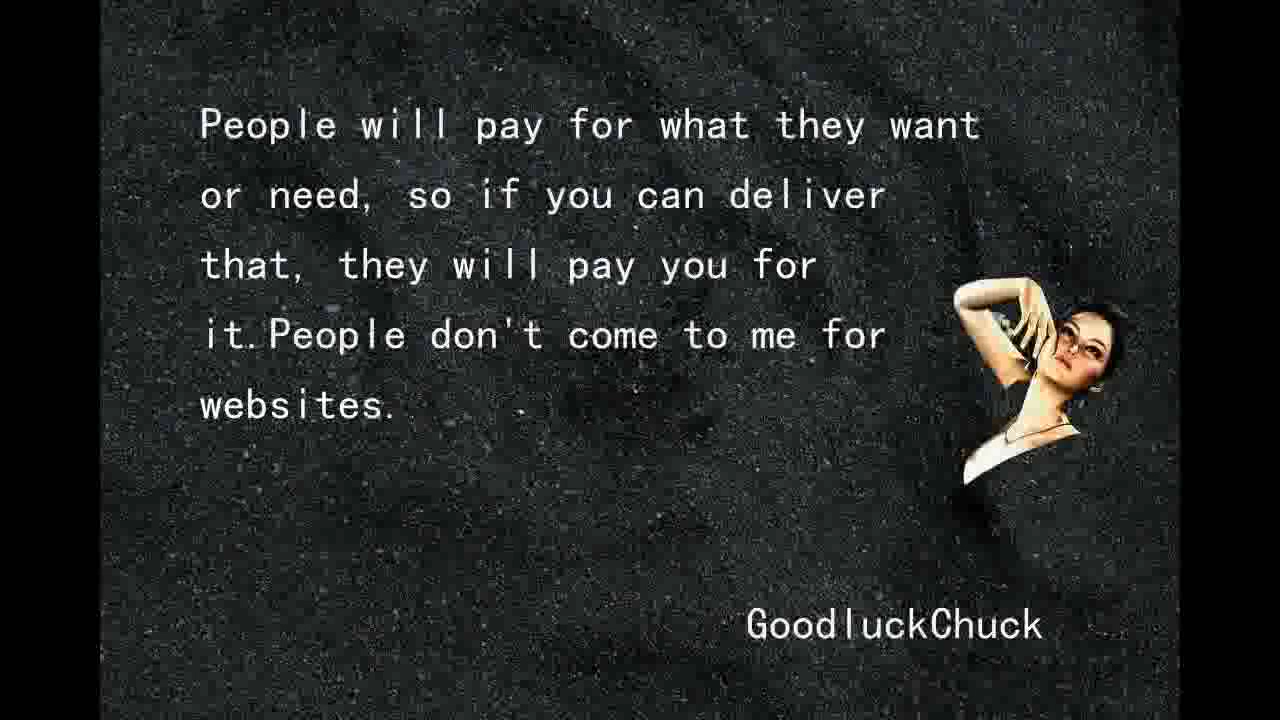 People will pay for what they want
or need, so if you can deliver
that, they will pay you for
it.People don't come to me for
websites.
GoodluckChuck